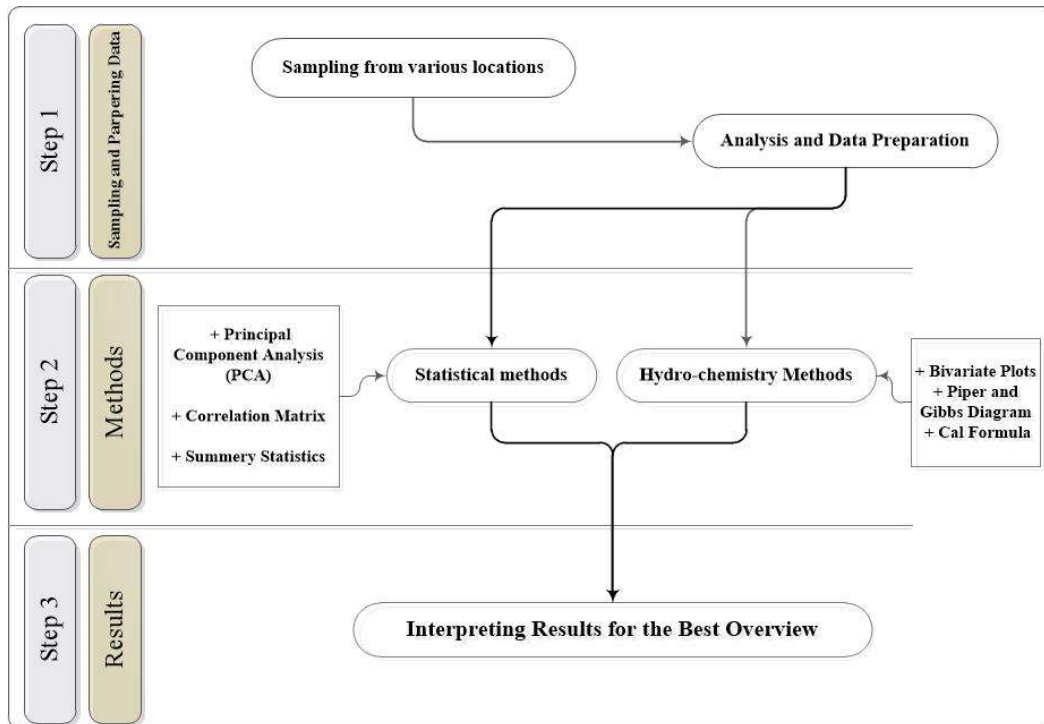 Step 1
Sampling and Parpering Data
Sampling from various locations
Analysis and Data Preparation
Step 2
Methods
+ Principal
Component Analysis
(PCA)
+ Correlation Matrix
+ Summery Statistics
Statistical methods
Hydro-chemistry Methods
+ Bivariate Plots
+ Piper and
Gibbs Diagram
+ Cal Formula
Step 3
Results
Interpreting Results for the Best Overview